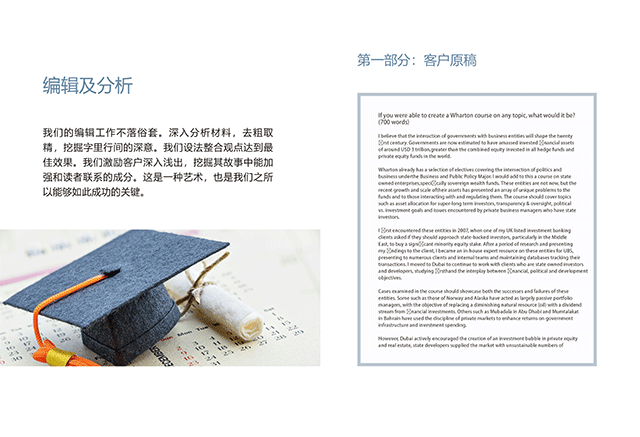 编辑及分析
我们的编辑工作不落俗套。深入分析材料，去粗取
精，挖掘字里行间的深意。我们设法整合观点达到最
佳效果。我们激励客户深入浅出，挖掘其故事中能加
强和读者联系的成分。这是一种艺术，也是我们之所
以能够如此成功的关键。
第一部分：客户原稿
If you were able to create a Wharton course on any topic, what would it be?
(700 words)
I believe that the interaction of governments with business entities will shape the twenty
▯▯rst century. Governments are now estimated to have amassed invested ▯▯nancial assets
of around USD 3 trillion,greater then the combined equity invested in all hedge funds and
private equity funds in the world.
Wharton already has a selection of electives covering the intersection of politics and
business underthe Business and Public Policy Major. I would add to this a course on state
owned enterprises,speci▯▯cally sovereign wealth funds. These entities are not new, but the
recent growth and scale oftheir assets has presented an array of unique problems to the
funds and to those interacting with and regulating them. The course should cover topics
such as asset allocation for super-long term investors, transparency & oversight, political
vs. investment goals and issues encountered by private business managers who have state
investors.
I ▯▯rst encountered these entities in 2007, when one of my UK listed investment banking
clients asked if they should approach state-backed investors, particularly in the Middle
East, to buy a signi▯▯cant minority equity stake. After a period of research and presenting
my ▯▯ndings to the client, I became an in-house expert resource on these entities for UBS,
presenting to numerous clients and internal teams and maintaining databases tracking their
transactions. I moved to Dubai to continue to work with clients who are state owned investors
and developers, studying ▯▯rsthand the interplay between ▯▯nancial, political and development
objectives.
Cases examined in the course should showcase both the successes and failures of these
entities. Some such as those of Norway and Alaska have acted as largely passive portfolio
managers, with the objective of replacing a diminishing natural resource (oil) with a dividend
stream from ▯▯nancial investments. Others such as Mubadala in Abu Dhabi and Mumtalakat
in Bahrain have used the discipline of private markets to enhance returns on government
infrastructure and investment spending.
However, Dubai actively encouraged the creation of an investment bubble in private equity
and real estate, state developers supplied the market with unsustainable numbers of